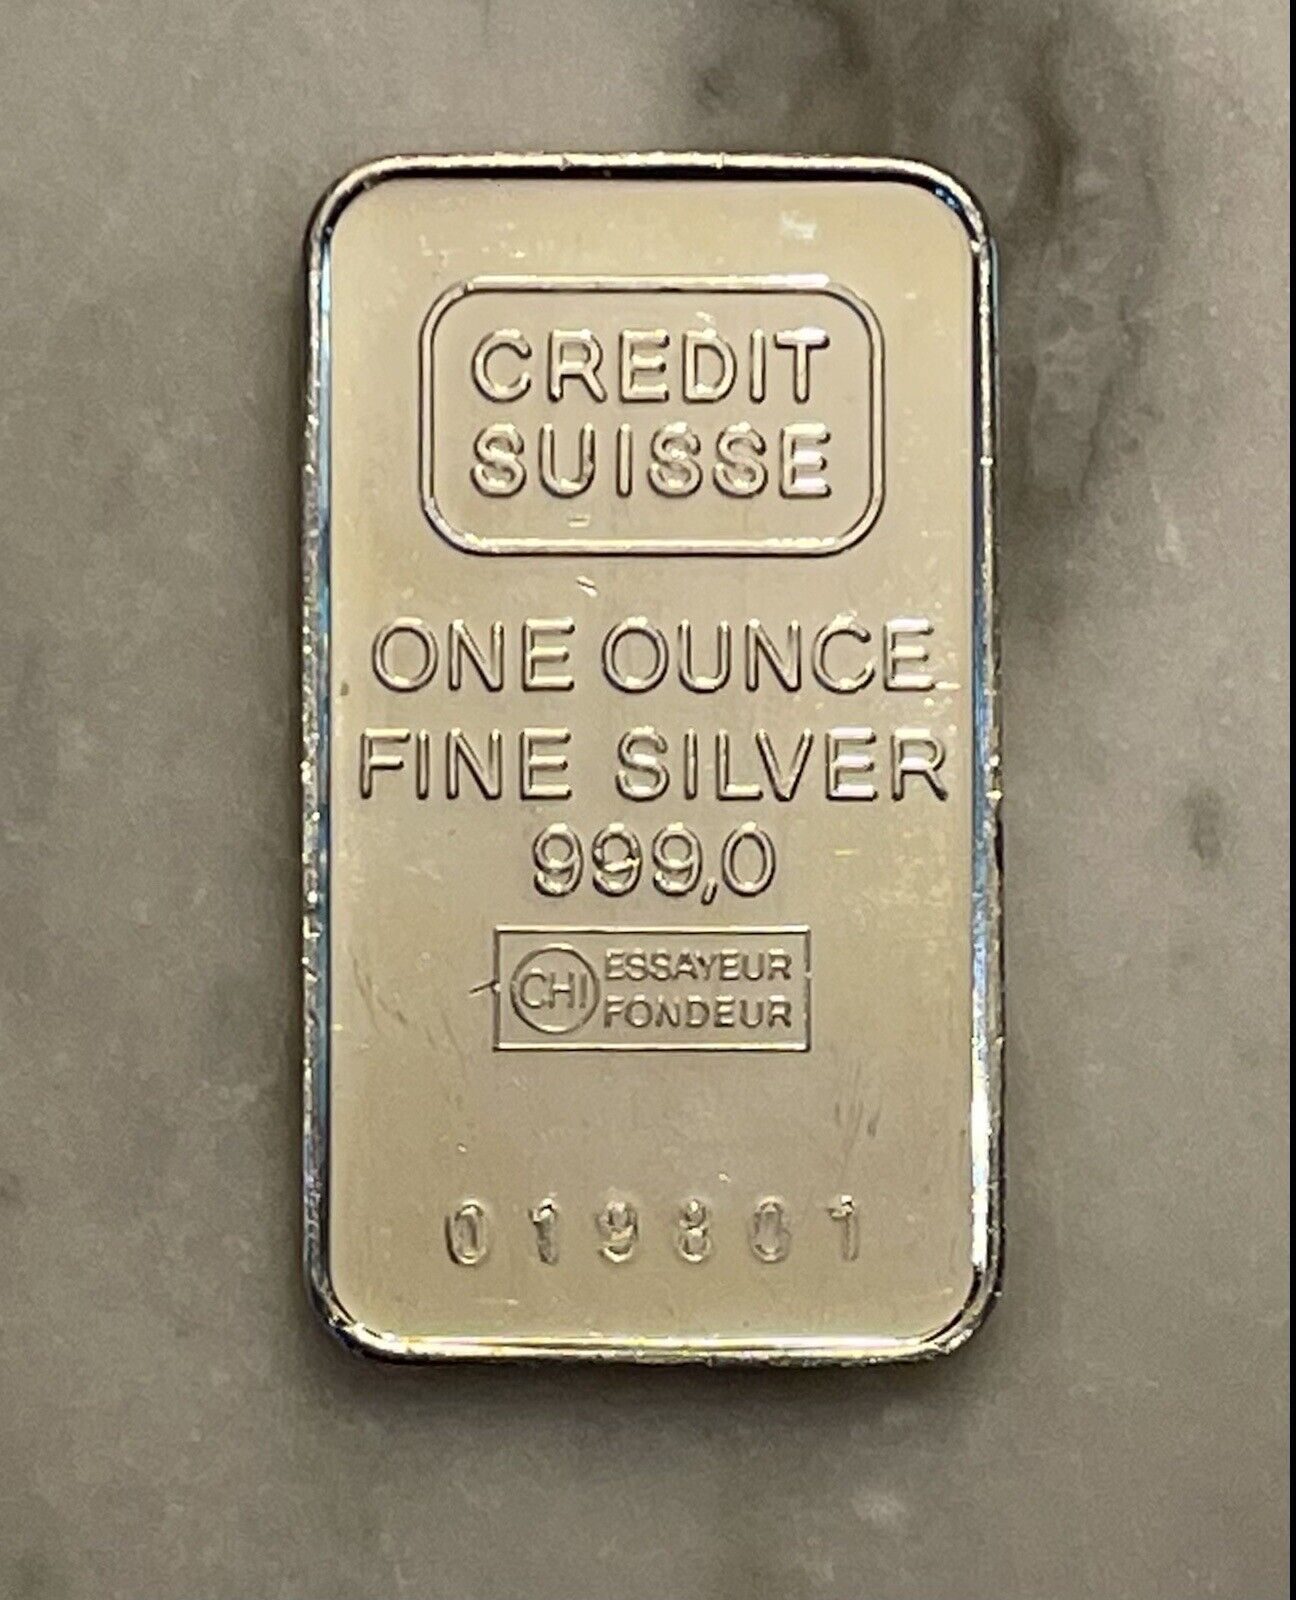 CREDIT
SUISSE
ONE OUNCE
FINE SILVER
999,0
CHI ESSAYEUR
FONDEUR
019801